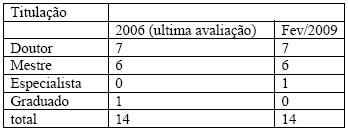 Titulação
2006 (ultima avaliação) Fev/2009
Doutor 7 7
Mestre 6 6
Especialista 0 1
Graduado 1 0
total 14 14